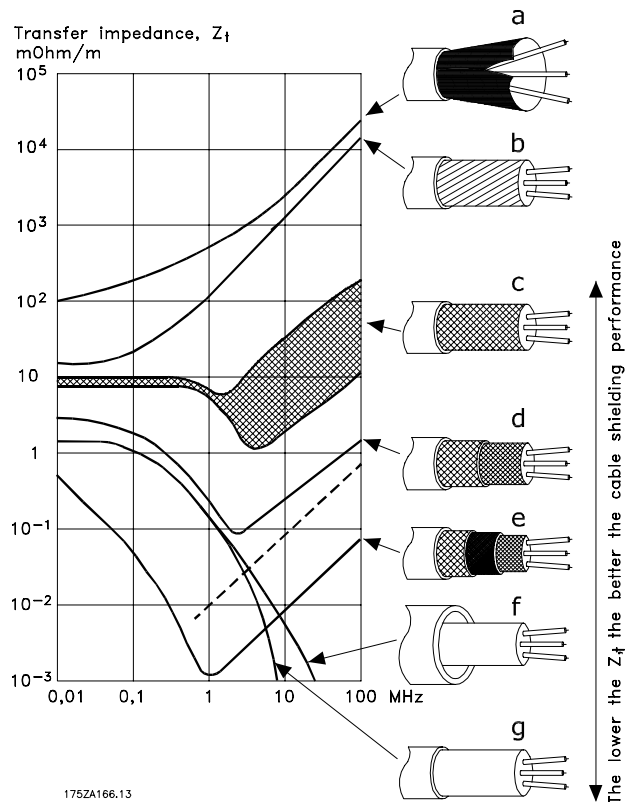 Transfer impedance, Zt
mOhm/m
10⁵
10⁴
10³
10²
10
1
10⁻¹
10⁻²
10⁻³
0,01 0,1 1 10 100 MHz
a
b
c
d
e
f
g
The lower the Zt the better the cable shielding performance
175ZA166.13